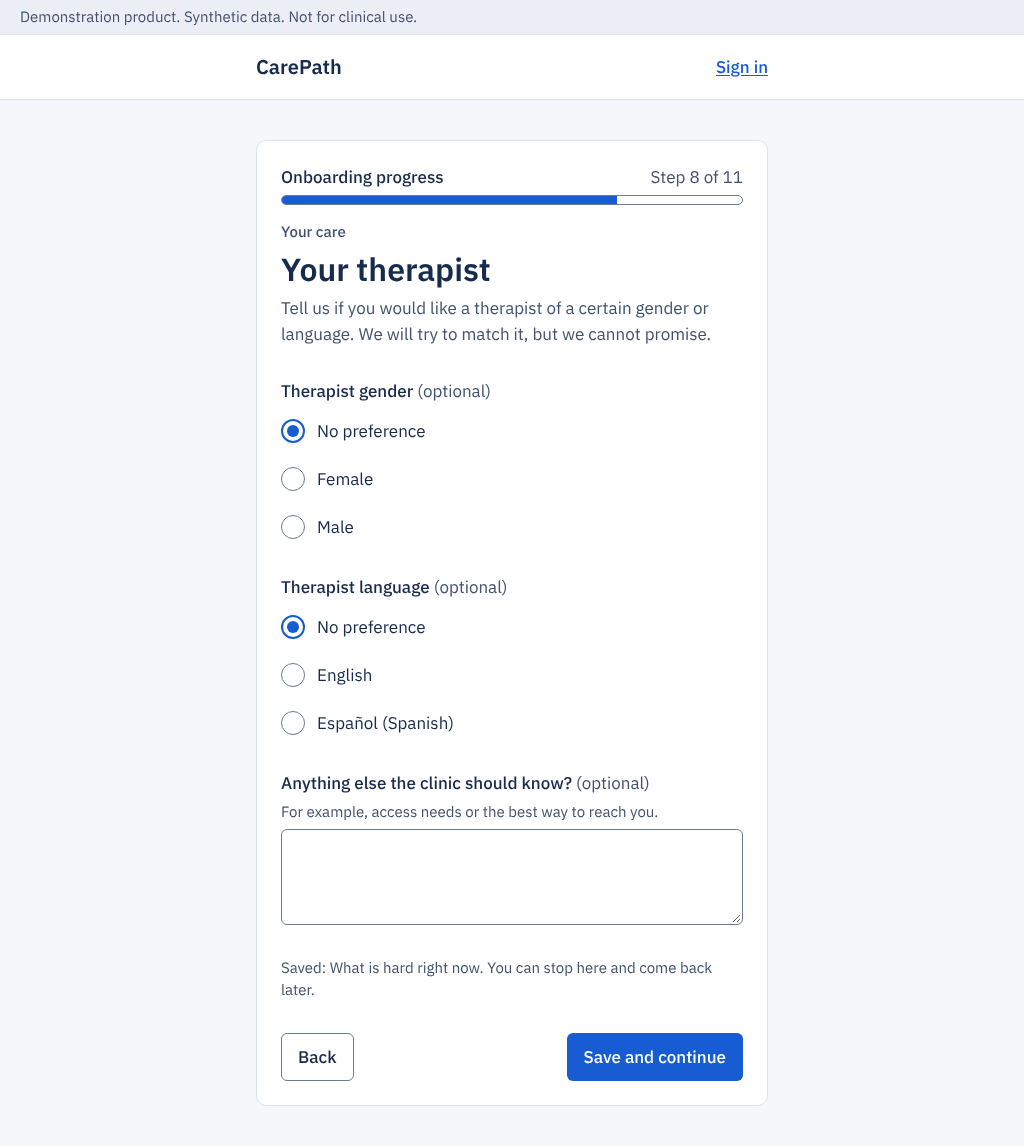 Demonstration product. Synthetic data. Not for clinical use.
CarePath
Sign in
Onboarding progress
Step 8 of 11
Your care
Your therapist
Tell us if you would like a therapist of a certain gender or
language. We will try to match it, but we cannot promise.
Therapist gender (optional)
No preference
Female
Male
Therapist language (optional)
No preference
English
Español (Spanish)
Anything else the clinic should know? (optional)
For example, access needs or the best way to reach you.
Saved: What is hard right now. You can stop here and come back
later.
Back
Save and continue